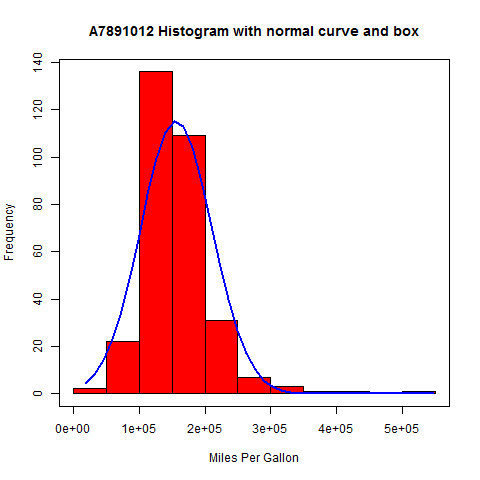 A7891012 Histogram with normal curve and box
Frequency
140
120
100
80
60
40
20
0
0e+00 1e+05 2e+05 3e+05 4e+05 5e+05
Miles Per Gallon